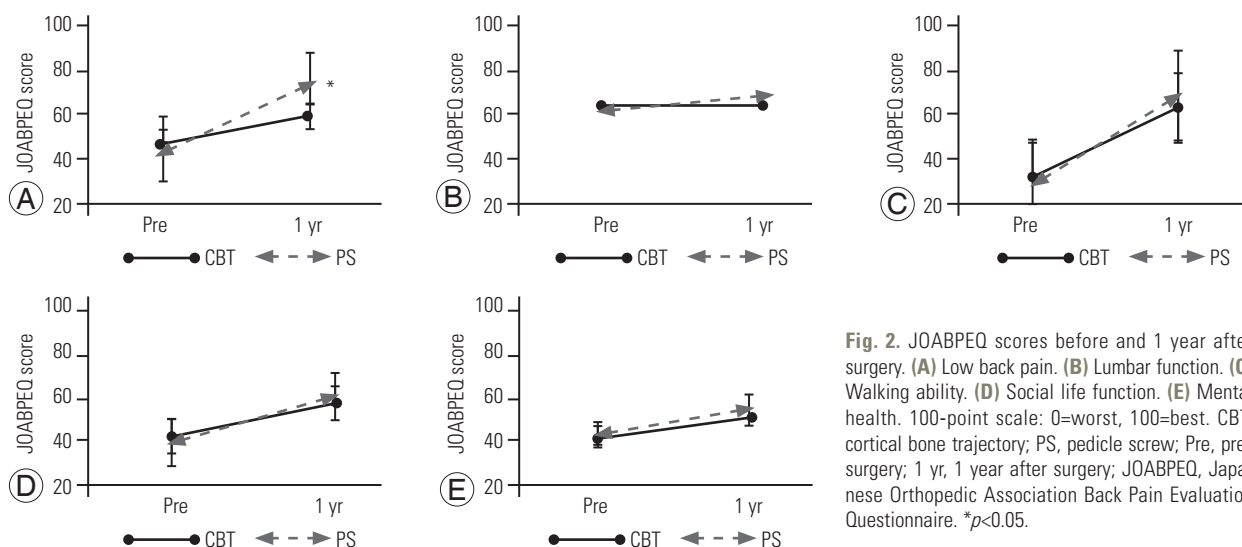 100
80
60
40
20
JOABPEQ score
*
A
Pre 1 yr
CBT PS
100
80
60
40
20
JOABPEQ score
B
Pre 1 yr
CBT PS
100
80
60
40
20
JOABPEQ score
C
Pre 1 yr
CBT PS
100
80
60
40
20
JOABPEQ score
D
Pre 1 yr
CBT PS
100
80
60
40
20
JOABPEQ score
E
Pre 1 yr
CBT PS
Fig. 2. JOABPEQ scores before and 1 year afte
surgery. (A) Low back pain. (B) Lumbar function. (C
Walking ability. (D) Social life function. (E) Menta
health. 100-point scale: 0=worst, 100=best. CBT
cortical bone trajectory; PS, pedicle screw; Pre, pre
surgery; 1 yr, 1 year after surgery; JOABPEQ, Japa
nese Orthopedic Association Back Pain Evaluatio
Questionnaire. *p<0.05.